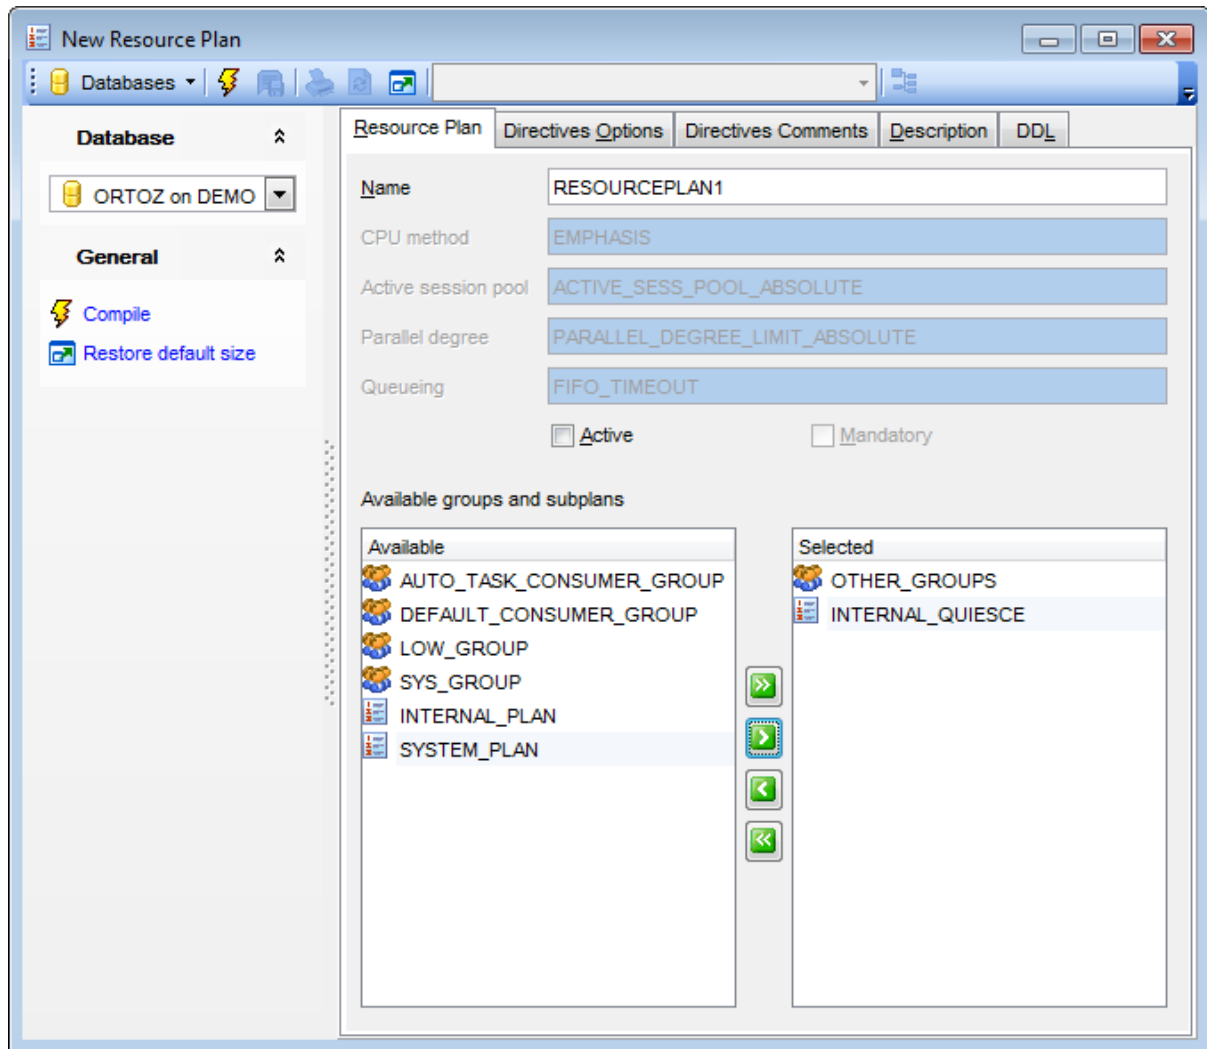 New Resource Plan
Databases
Database
ORTOZ on DEMO
General
Compile
Restore default size
Resource Plan Directives Options Directives Comments Description DDL
Name RESOURCEPLAN1
CPU method EMPHASIS
Active session pool ACTIVE_SESS_POOL_ABSOLUTE
Parallel degree PARALLEL_DEGREE_LIMIT_ABSOLUTE
Queueing FIFO_TIMEOUT
Active Mandatory
Available groups and subplans
Available
AUTO_TASK_CONSUMER_GROUP
DEFAULT_CONSUMER_GROUP
LOW_GROUP
SYS_GROUP
INTERNAL_PLAN
SYSTEM_PLAN
Selected
OTHER_GROUPS
INTERNAL_QUIESCE